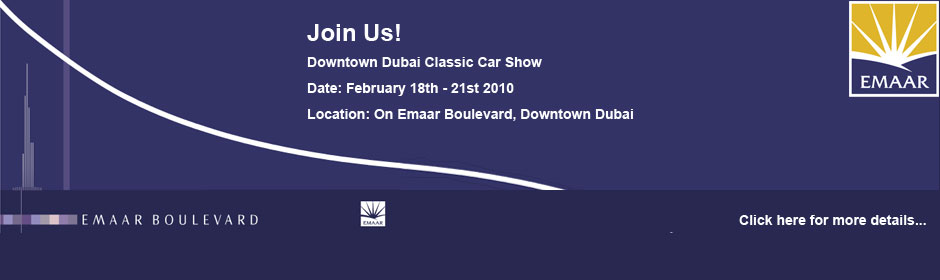 Join Us!
Downtown Dubai Classic Car Show
Date: February 18th - 21st 2010
Location: On Emaar Boulevard, Downtown Dubai
EMAAR
EMAAR BOULEVARD
EMAAR
Click here for more details...